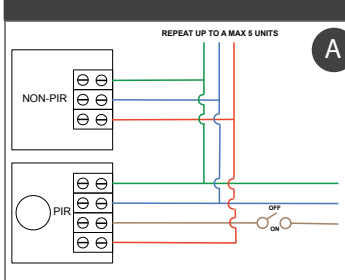 REPEAT UP TO A MAX 5 UNITS
A
NON-PIR
PIR
OFF
ON